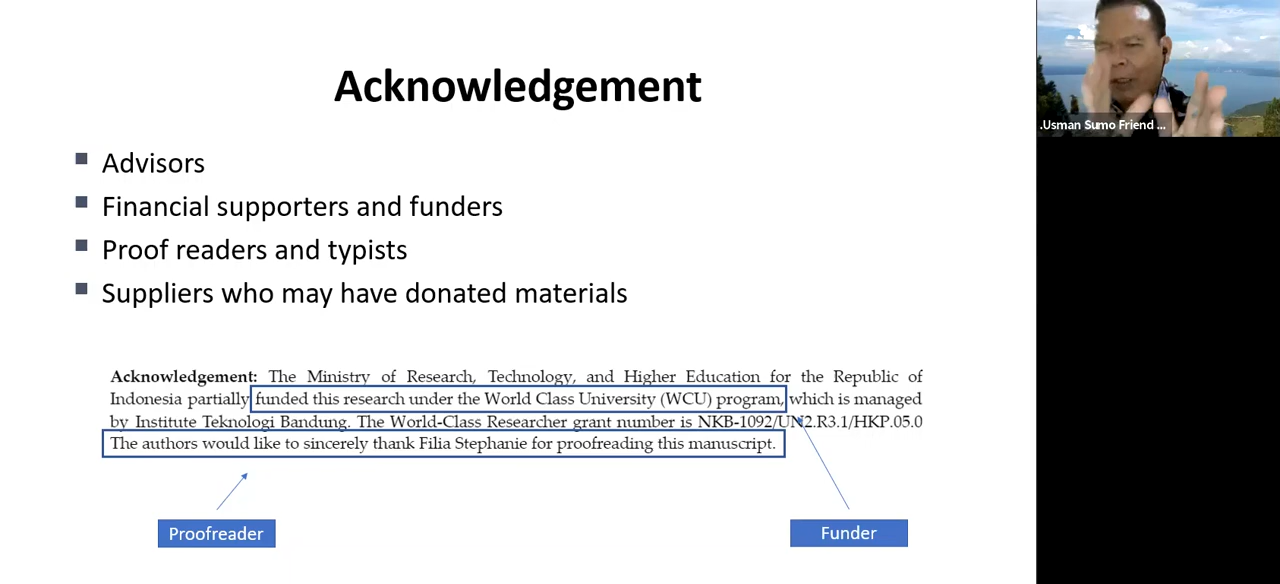 Acknowledgement
Advisors
Financial supporters and funders
Proof readers and typists
Suppliers who may have donated materials
Acknowledgement: The Ministry of Research, Technology, and Higher Education for the Republic of
Indonesia partially funded this research under the World Class University (WCU) program, which is managed
by Institute Teknologi Bandung. The World-Class Researcher grant number is NKB-1092/UN2.R3.1/HKP.05.0
The authors would like to sincerely thank Filia Stephanie for proofreading this manuscript.
Proofreader
Funder
.Usman Sumo Friend ...